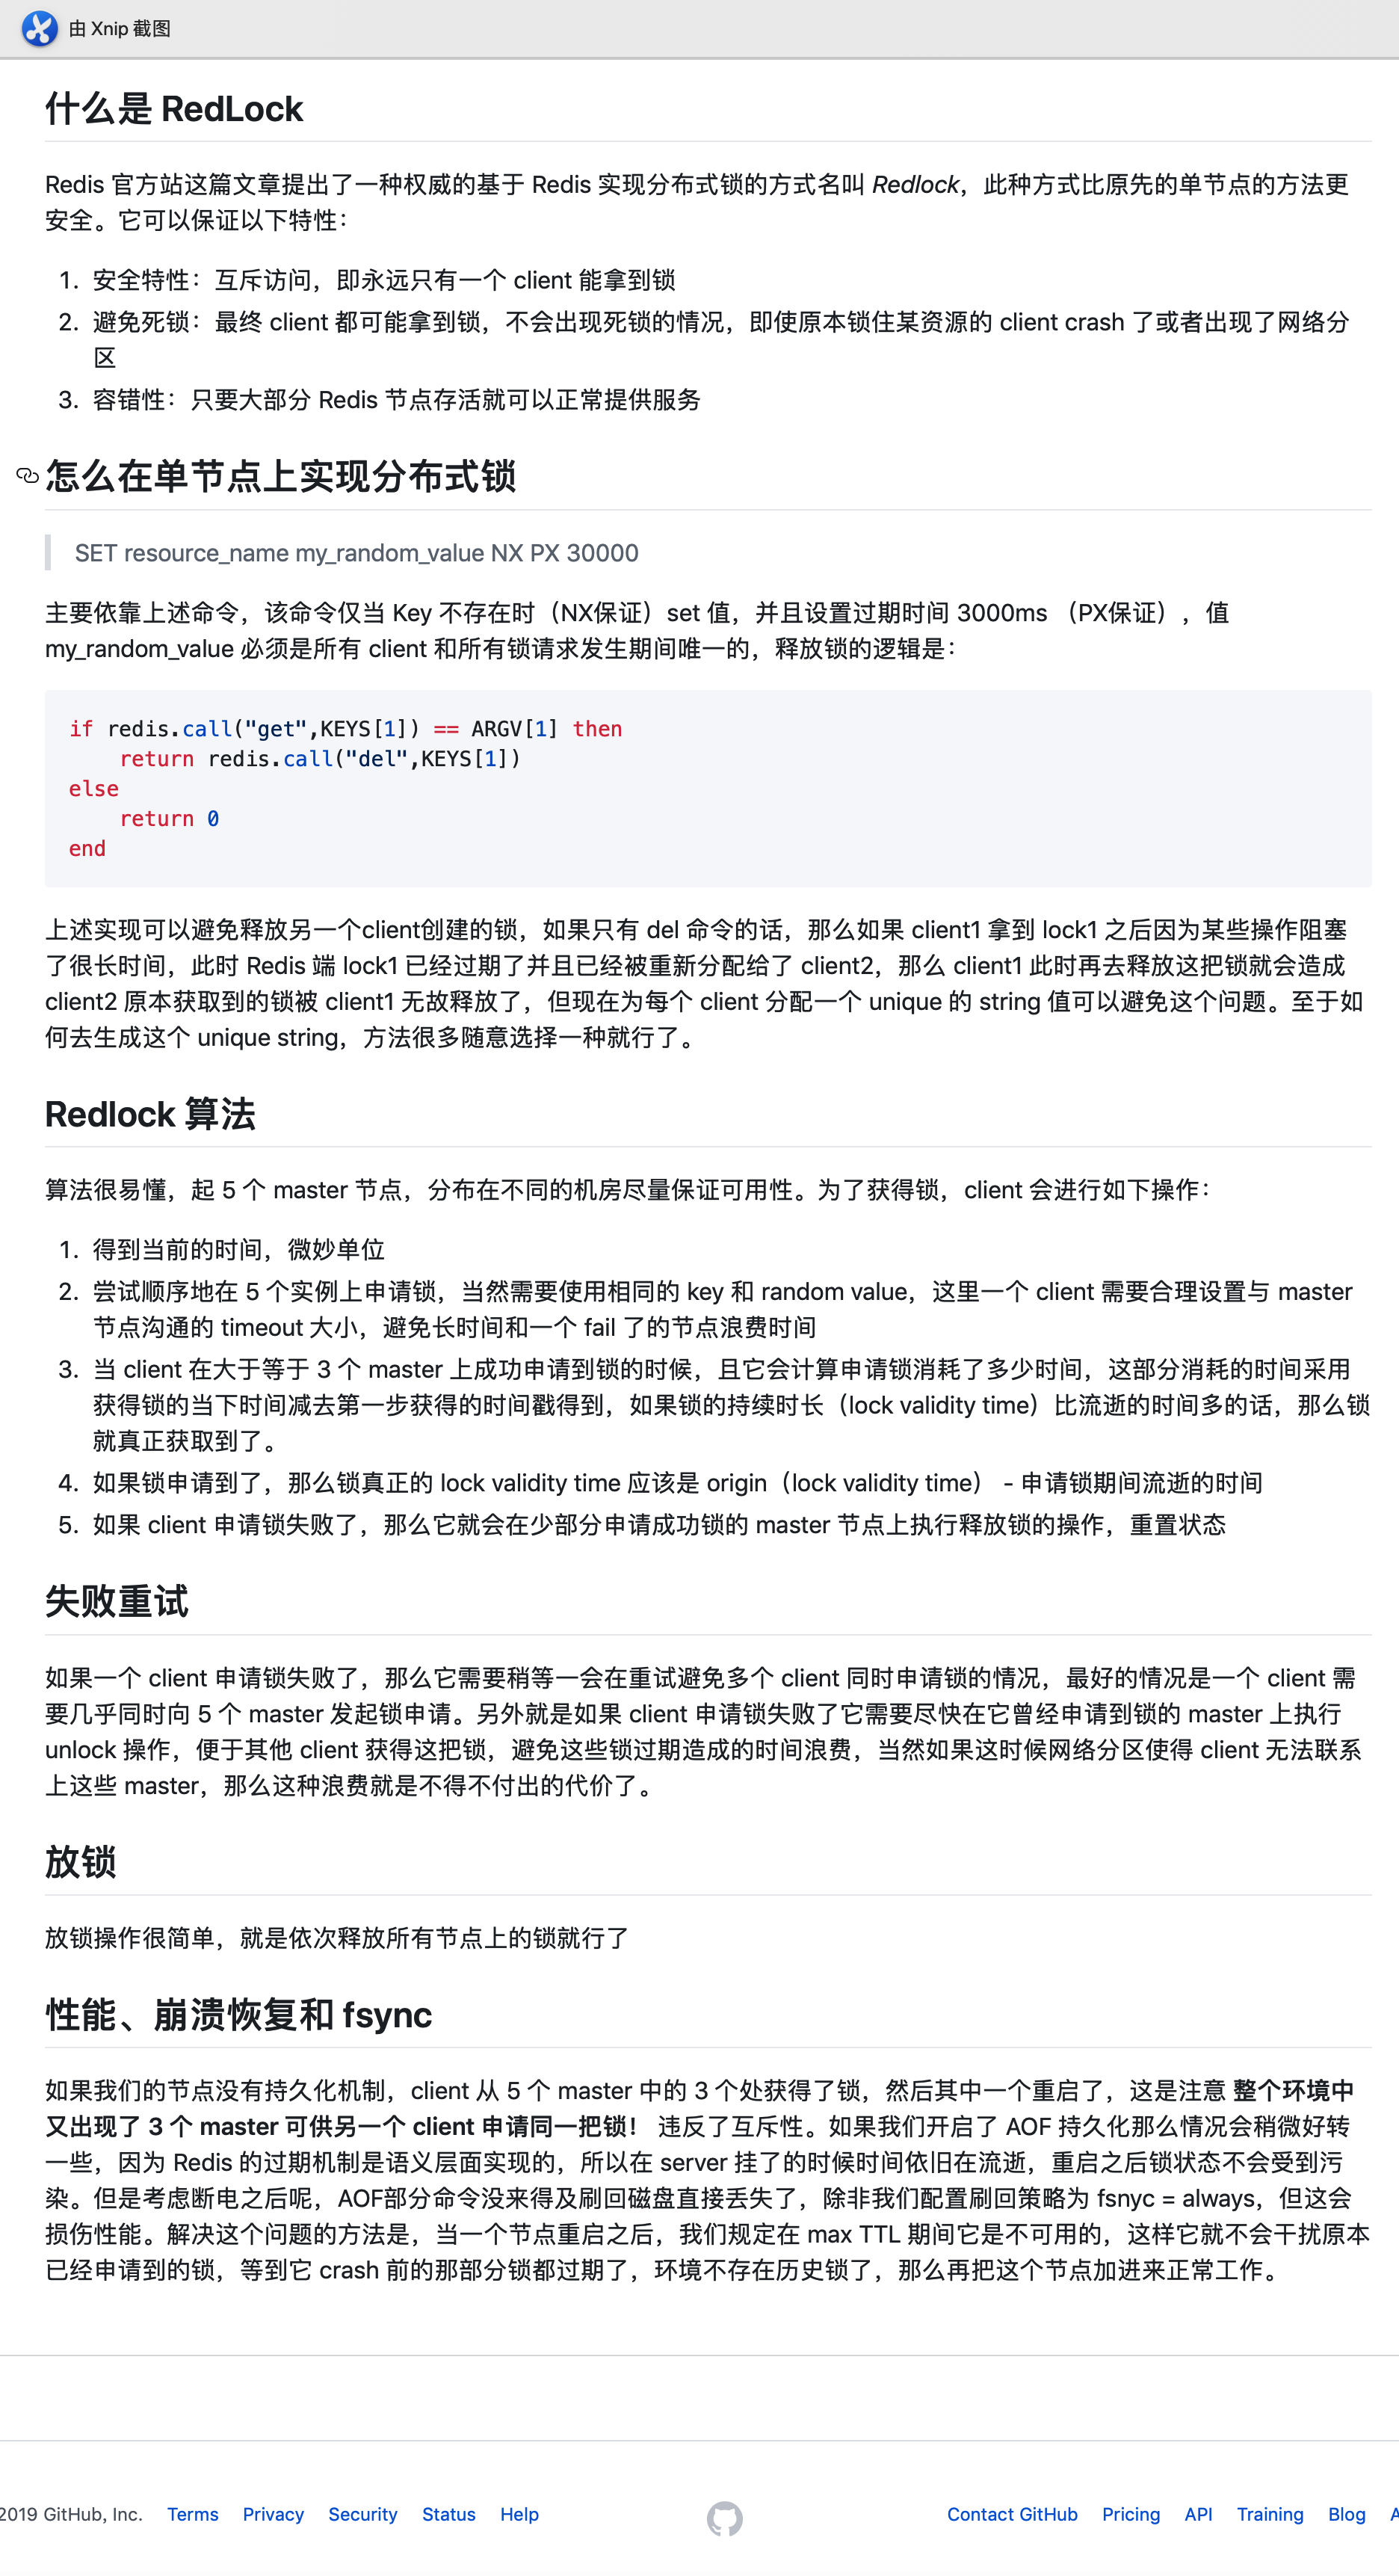 由 Xnip 截图
什么是 RedLock
Redis 官方站这篇文章提出了一种权威的基于 Redis 实现分布式锁的方式名叫 Redlock，此种方式比原先的单节点的方法更
安全。它可以保证以下特性：
1. 安全特性：互斥访问，即永远只有一个 client 能拿到锁
2. 避免死锁：最终 client 都可能拿到锁，不会出现死锁的情况，即使原本锁住某资源的 client crash 了或者出现了网络分
区
3. 容错性：只要大部分 Redis 节点存活就可以正常提供服务
怎么在单节点上实现分布式锁
SET resource_name my_random_value NX PX 30000
主要依靠上述命令，该命令仅当 Key 不存在时（NX保证）set 值，并且设置过期时间 3000ms （PX保证），值
my_random_value 必须是所有 client 和所有锁请求发生期间唯一的，释放锁的逻辑是：
if redis.call("get",KEYS[1]) == ARGV[1] then
    return redis.call("del",KEYS[1])
else
    return 0
end
上述实现可以避免释放另一个client创建的锁，如果只有 del 命令的话，那么如果 client1 拿到 lock1 之后因为某些操作阻塞
了很长时间，此时 Redis 端 lock1 已经过期了并且已经被重新分配给了 client2，那么 client1 此时再去释放这把锁就会造成
client2 原本获取到的锁被 client1 无故释放了，但现在为每个 client 分配一个 unique 的 string 值可以避免这个问题。至于如
何去生成这个 unique string，方法很多随意选择一种就行了。
Redlock 算法
算法很易懂，起 5 个 master 节点，分布在不同的机房尽量保证可用性。为了获得锁，client 会进行如下操作：
1. 得到当前的时间，微妙单位
2. 尝试顺序地在 5 个实例上申请锁，当然需要使用相同的 key 和 random value，这里一个 client 需要合理设置与 master
节点沟通的 timeout 大小，避免长时间和一个 fail 了的节点浪费时间
3. 当 client 在大于等于 3 个 master 上成功申请到锁的时候，且它会计算申请锁消耗了多少时间，这部分消耗的时间采用
获得锁的当下时间减去第一步获得的时间戳得到，如果锁的持续时长（lock validity time）比流逝的时间多的话，那么锁
就真正获取到了。
4. 如果锁申请到了，那么锁真正的 lock validity time 应该是 origin（lock validity time） - 申请锁期间流逝的时间
5. 如果 client 申请锁失败了，那么它就会在少部分申请成功锁的 master 节点上执行释放锁的操作，重置状态
失败重试
如果一个 client 申请锁失败了，那么它需要稍等一会在重试避免多个 client 同时申请锁的情况，最好的情况是一个 client 需
要几乎同时向 5 个 master 发起锁申请。另外就是如果 client 申请锁失败了它需要尽快在它曾经申请到锁的 master 上执行
unlock 操作，便于其他 client 获得这把锁，避免这些锁过期造成的时间浪费，当然如果这时候网络分区使得 client 无法联系
上这些 master，那么这种浪费就是不得不付出的代价了。
放锁
放锁操作很简单，就是依次释放所有节点上的锁就行了
性能、崩溃恢复和 fsync
如果我们的节点没有持久化机制，client 从 5 个 master 中的 3 个处获得了锁，然后其中一个重启了，这是注意 整个环境中
又出现了 3 个 master 可供另一个 client 申请同一把锁！ 违反了互斥性。如果我们开启了 AOF 持久化那么情况会稍微好转
一些，因为 Redis 的过期机制是语义层面实现的，所以在 server 挂了的时候时间依旧在流逝，重启之后锁状态不会受到污
染。但是考虑断电之后呢，AOF部分命令没来得及刷回磁盘直接丢失了，除非我们配置刷回策略为 fsnyc = always，但这会
损伤性能。解决这个问题的方法是，当一个节点重启之后，我们规定在 max TTL 期间它是不可用的，这样它就不会干扰原本
已经申请到的锁，等到它 crash 前的那部分锁都过期了，环境不存在历史锁了，那么再把这个节点加进来正常工作。
2019 GitHub, Inc. Terms Privacy Security Status Help Contact GitHub Pricing API Training Blog